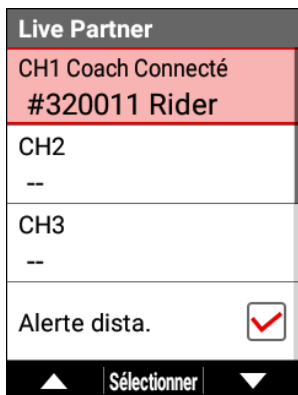 Live Partner
CH1 Coach Connecté
#320011 Rider
CH2
--
CH3
--
Alerte dista.
Sélectionner